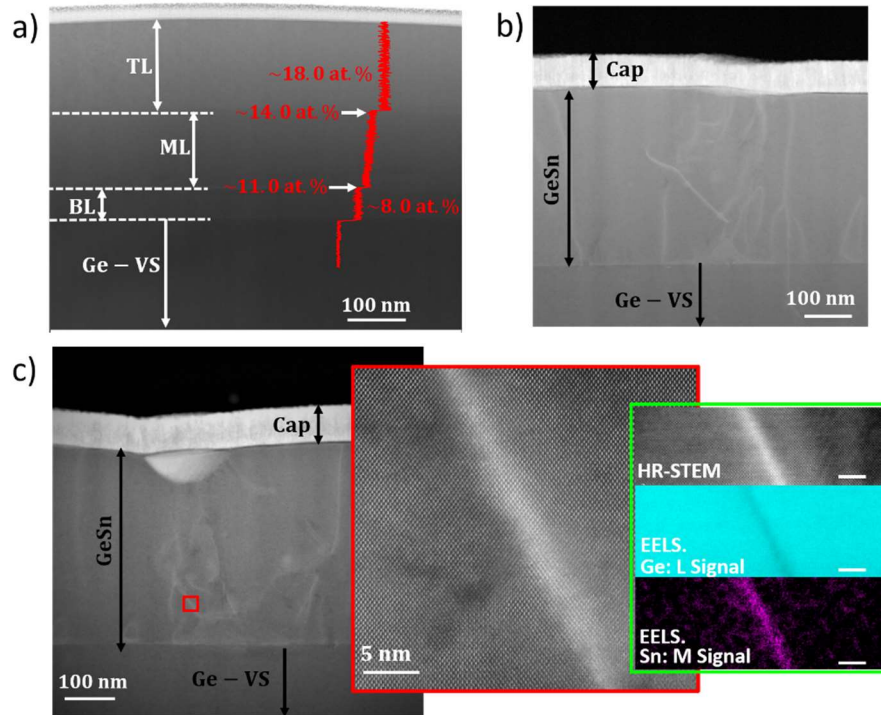 a)
TL
~18.0 at. %
~14.0 at. %
ML
~11.0 at. %
BL
~8.0 at. %
Ge – VS
100 nm
b)
Cap
GeSn
Ge – VS
100 nm
c)
Cap
GeSn
Ge – VS
100 nm
5 nm
HR-STEM
EELS.
Ge: L Signal
EELS.
Sn: M Signal